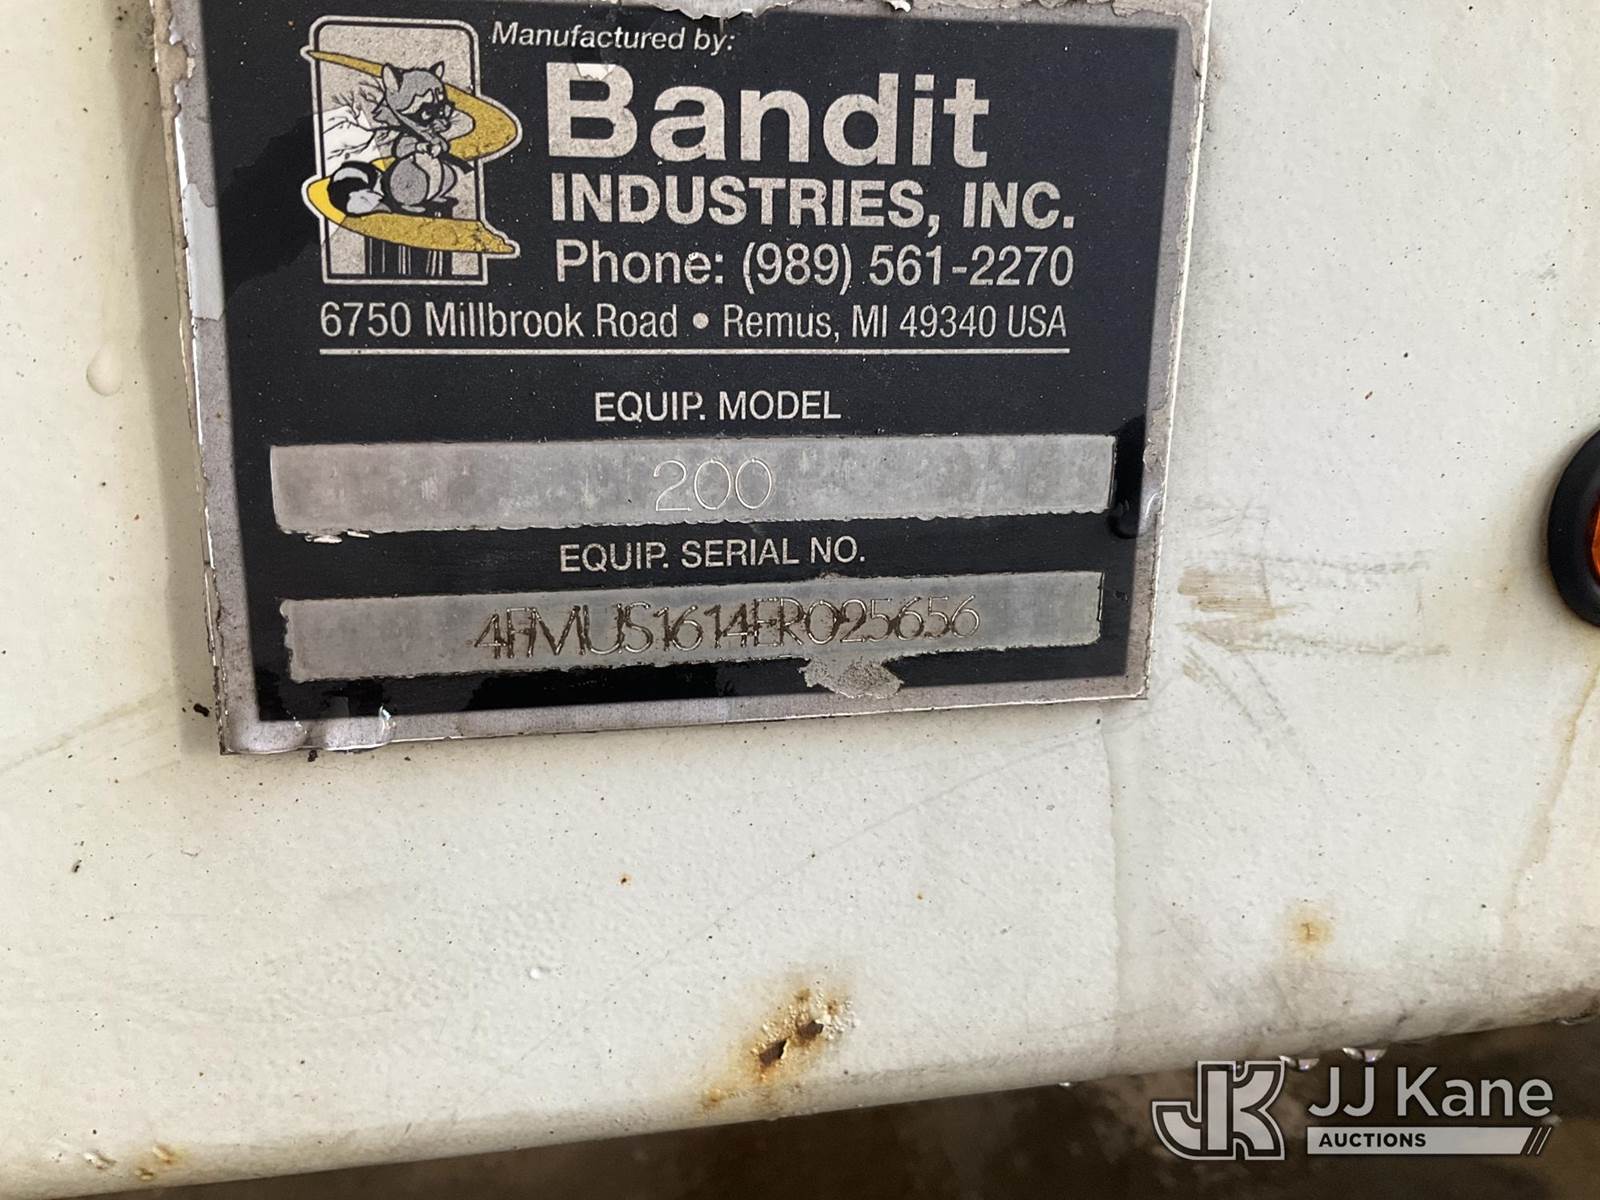 Manufactured by:
Bandit
INDUSTRIES, INC.
Phone: (989) 561-2270
6750 Millbrook Road • Remus, MI 49340 USA
EQUIP. MODEL
200
EQUIP. SERIAL NO.
4FMUS1614ER025656
JK JJ Kane
AUCTIONS